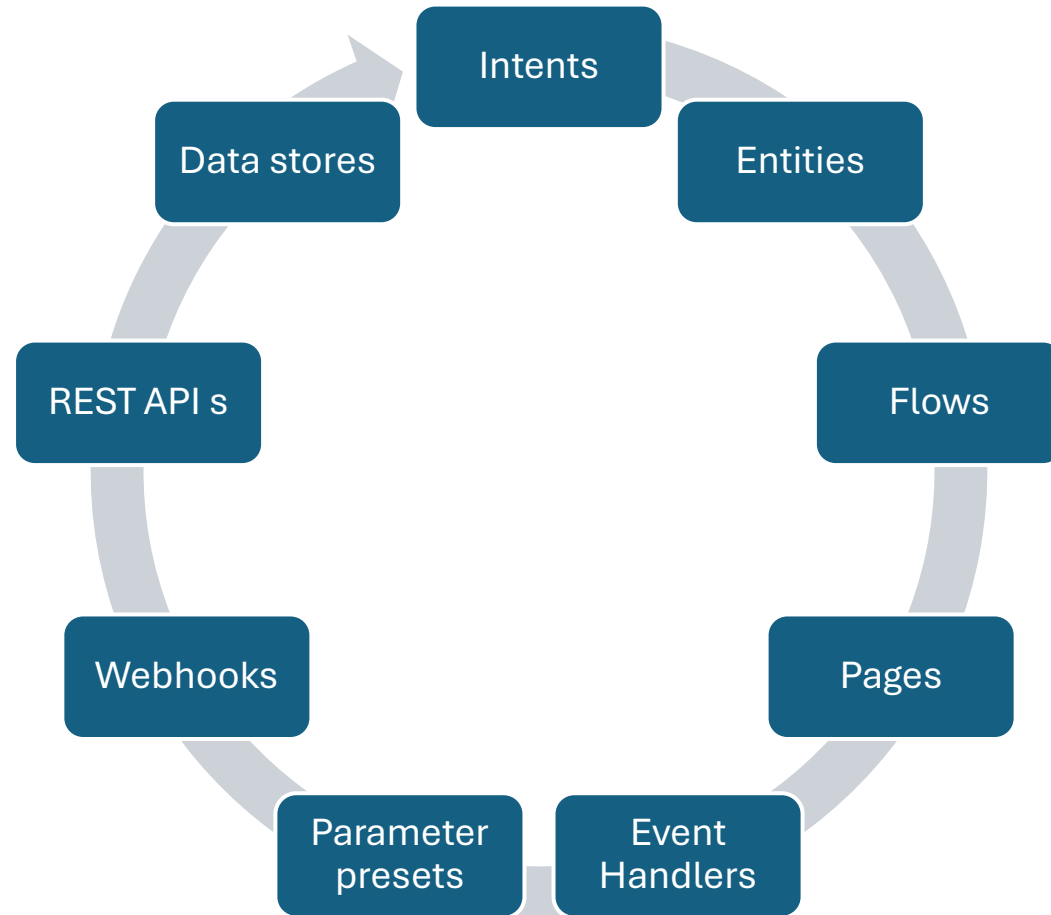 Intents
Entities
Flows
Pages
Event
Handlers
Parameter
presets
Webhooks
REST API s
Data stores